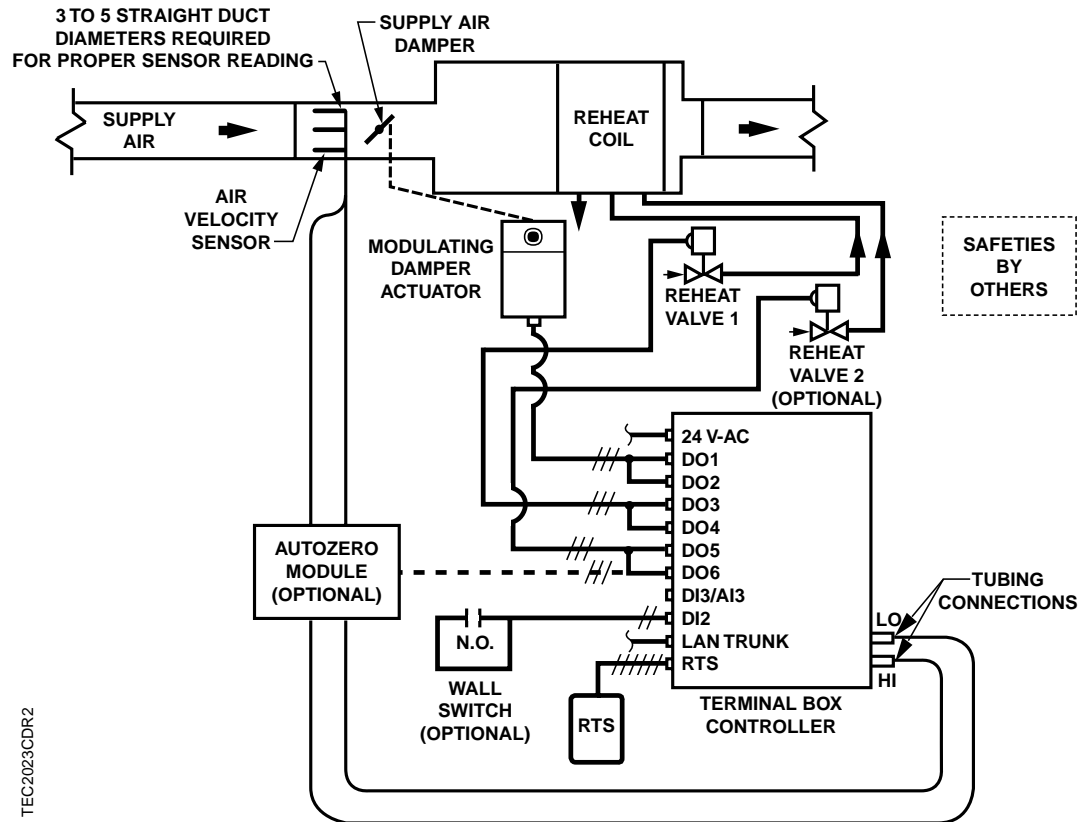 3 TO 5 STRAIGHT DUCT
DIAMETERS REQUIRED
FOR PROPER SENSOR READING
SUPPLY AIR
DAMPER
SUPPLY
AIR
REHEAT
COIL
AIR
VELOCITY
SENSOR
MODULATING
DAMPER
ACTUATOR
REHEAT
VALVE 1
SAFETIES
BY
OTHERS
REHEAT
VALVE 2
(OPTIONAL)
24 V-AC
DO1
DO2
DO3
DO4
DO5
DO6
DI3/AI3
DI2
LAN TRUNK
RTS
AUTOZERO
MODULE
(OPTIONAL)
TUBING
CONNECTIONS
LO
HI
N.O.
WALL
SWITCH
(OPTIONAL)
RTS
TERMINAL BOX
CONTROLLER
TEC2023CDR2